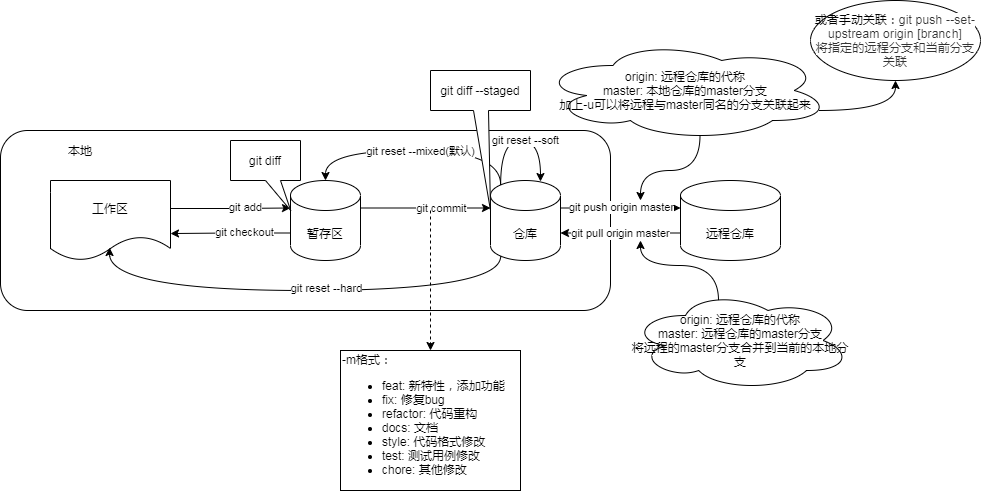 或者手动关联：git push --set-
upstream origin [branch]
将指定的远程分支和当前分支
关联
origin: 远程仓库的代称
master: 本地仓库的master分支
加上-u可以将远程与master同名的分支关联起来
git diff --staged
本地
git diff
git reset --mixed(默认)
git reset --soft
工作区
git add
git checkout
暂存区
git commit
仓库
git push origin master
git pull origin master
远程仓库
git reset --hard
origin: 远程仓库的代称
master: 远程仓库的master分支
将远程的master分支合并到当前的本地分
支
-m格式：
• feat: 新特性，添加功能
• fix: 修复bug
• refactor: 代码重构
• docs: 文档
• style: 代码格式修改
• test: 测试用例修改
• chore: 其他修改